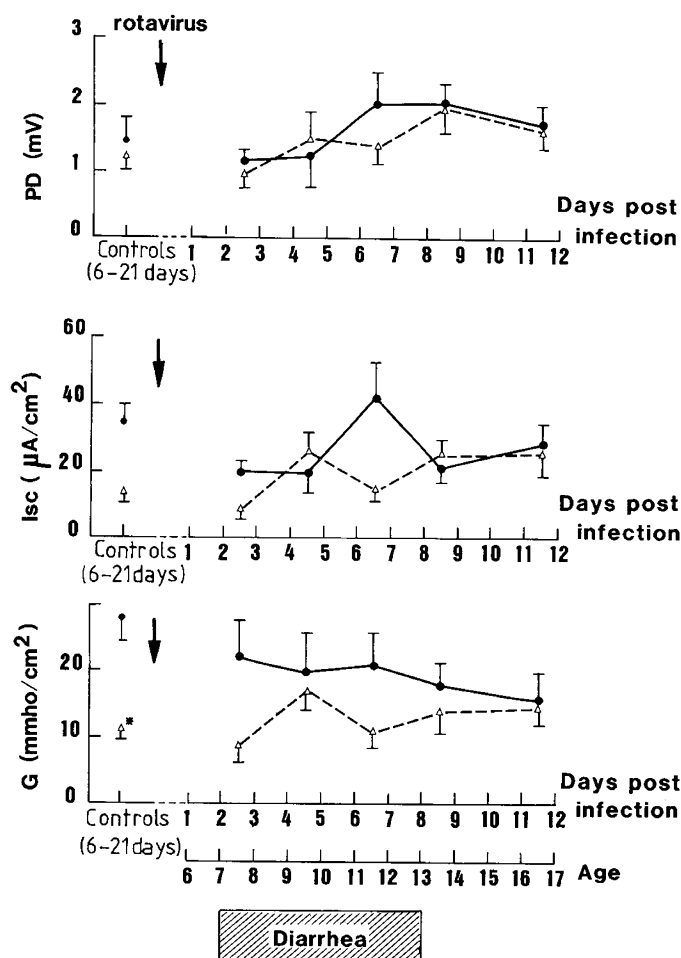 rotavirus
3
2
1
0
PD (mV)
Controls
(6-21 days)
1 2 3 4 5 6 7 8 9 10 11 12
Days post
infection
60
40
20
0
Isc ( µA/cm²)
Controls
(6-21days)
1 2 3 4 5 6 7 8 9 10 11 12
Days post
infection
20
10
0
G (mmho/cm²)
*
Controls
(6-21days)
1 2 3 4 5 6 7 8 9 10 11 12
Days post
infection
6 7 8 9 10 11 12 13 14 15 16 17 Age
Diarrhea